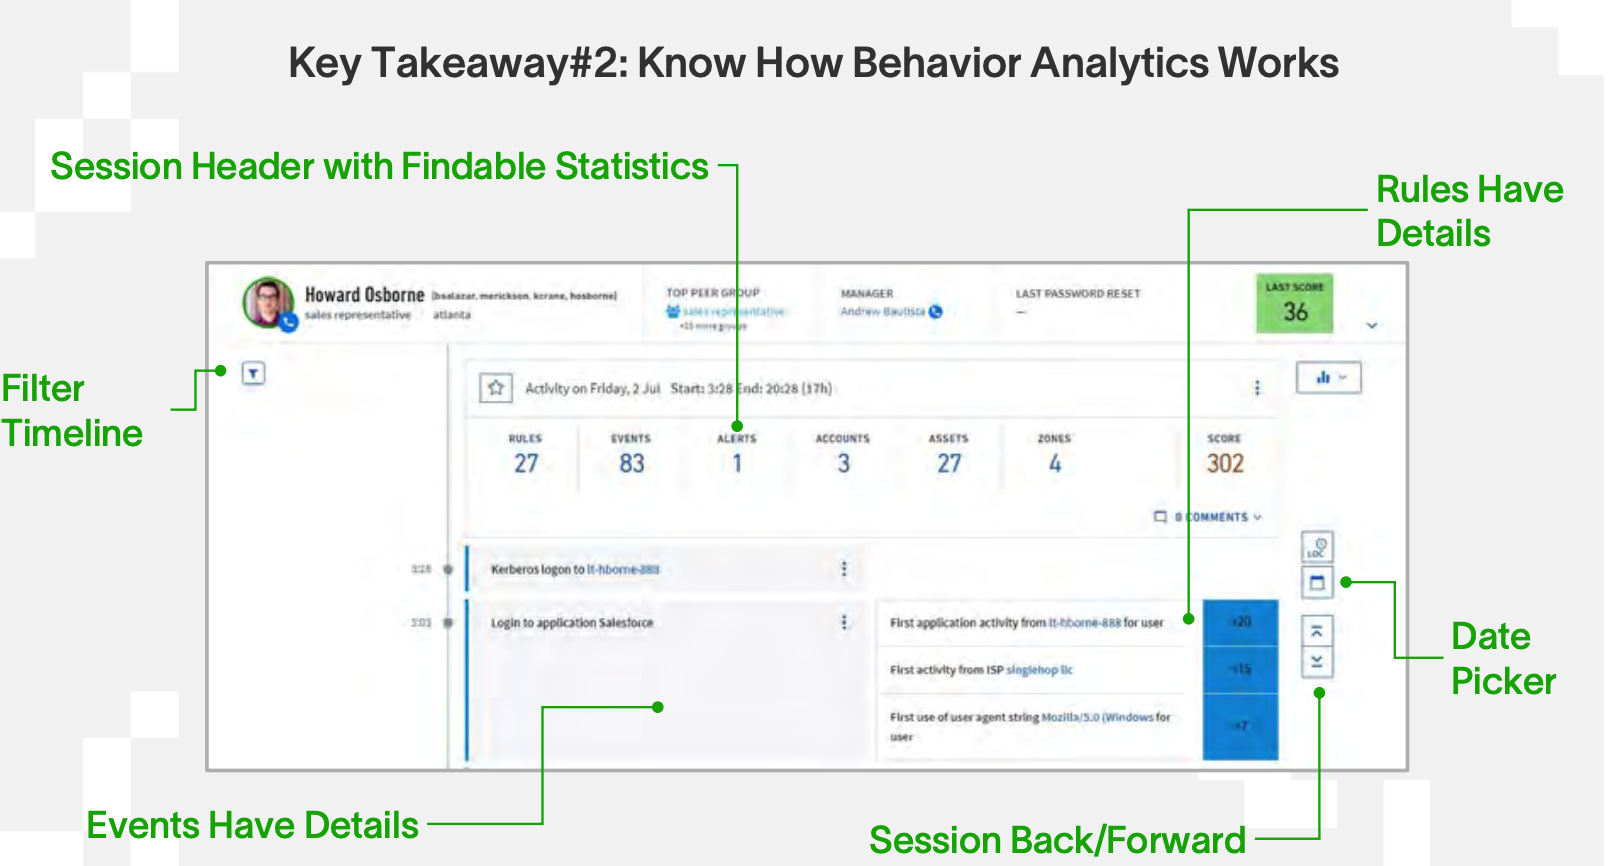 Key Takeaway#2: Know How Behavior Analytics Works
Session Header with Findable Statistics
Rules Have
Details
Howard Osborne [bsalazar, merickson, kcrane, hosborne]
sales representative atlanta
TOP PEER GROUP
sales representative
+15 more groups
MANAGER
Andrew Bautista
LAST PASSWORD RESET
—
LAST SCORE
36
Filter
Timeline
Activity on Friday, 2 Jul Start: 3:28 End: 20:28 (17h)
RULES EVENTS ALERTS ACCOUNTS ASSETS ZONES SCORE
27 83 1 3 27 4 302
0 COMMENTS
LOC
Kerberos logon to lt-hborne-888
Login to application Salesforce
First application activity from lt-hborne-888 for user +20
First activity from ISP singlehop llc +15
First use of user agent string Mozilla/5.0 (Windows for
user
+7
Date
Picker
Events Have Details
Session Back/Forward